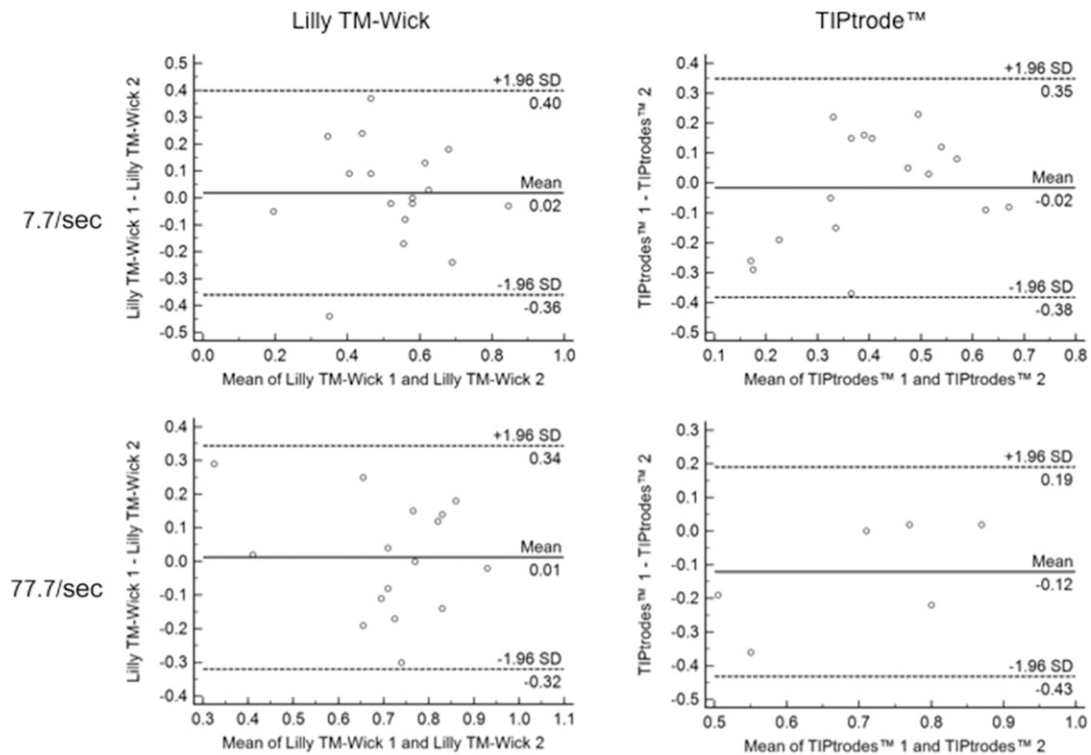 Lilly TM-Wick
TIPtrode™
7.7/sec
Lilly TM-Wick 1 - Lilly TM-Wick 2
0.5
0.4
0.3
0.2
0.1
0.0
-0.1
-0.2
-0.3
-0.4
-0.5
+1.96 SD
0.40
Mean
0.02
-1.96 SD
-0.36
0.0 0.2 0.4 0.6 0.8 1.0
Mean of Lilly TM-Wick 1 and Lilly TM-Wick 2
TIPtrodes™ 1 - TIPtrodes™ 2
0.4
0.3
0.2
0.1
0.0
-0.1
-0.2
-0.3
-0.4
-0.5
+1.96 SD
0.35
Mean
-0.02
-1.96 SD
-0.38
0.1 0.2 0.3 0.4 0.5 0.6 0.7 0.8
Mean of TIPtrodes™ 1 and TIPtrodes™ 2
77.7/sec
Lilly TM-Wick 1 - Lilly TM-Wick 2
0.4
0.3
0.2
0.1
0.0
-0.1
-0.2
-0.3
-0.4
+1.96 SD
0.34
Mean
0.01
-1.96 SD
-0.32
0.3 0.4 0.5 0.6 0.7 0.8 0.9 1.0 1.1
Mean of Lilly TM-Wick 1 and Lilly TM-Wick 2
TIPtrodes™ 1 - TIPtrodes™ 2
0.3
0.2
0.1
0.0
-0.1
-0.2
-0.3
-0.4
-0.5
+1.96 SD
0.19
Mean
-0.12
-1.96 SD
-0.43
0.5 0.6 0.7 0.8 0.9 1.0
Mean of TIPtrodes™ 1 and TIPtrodes™ 2